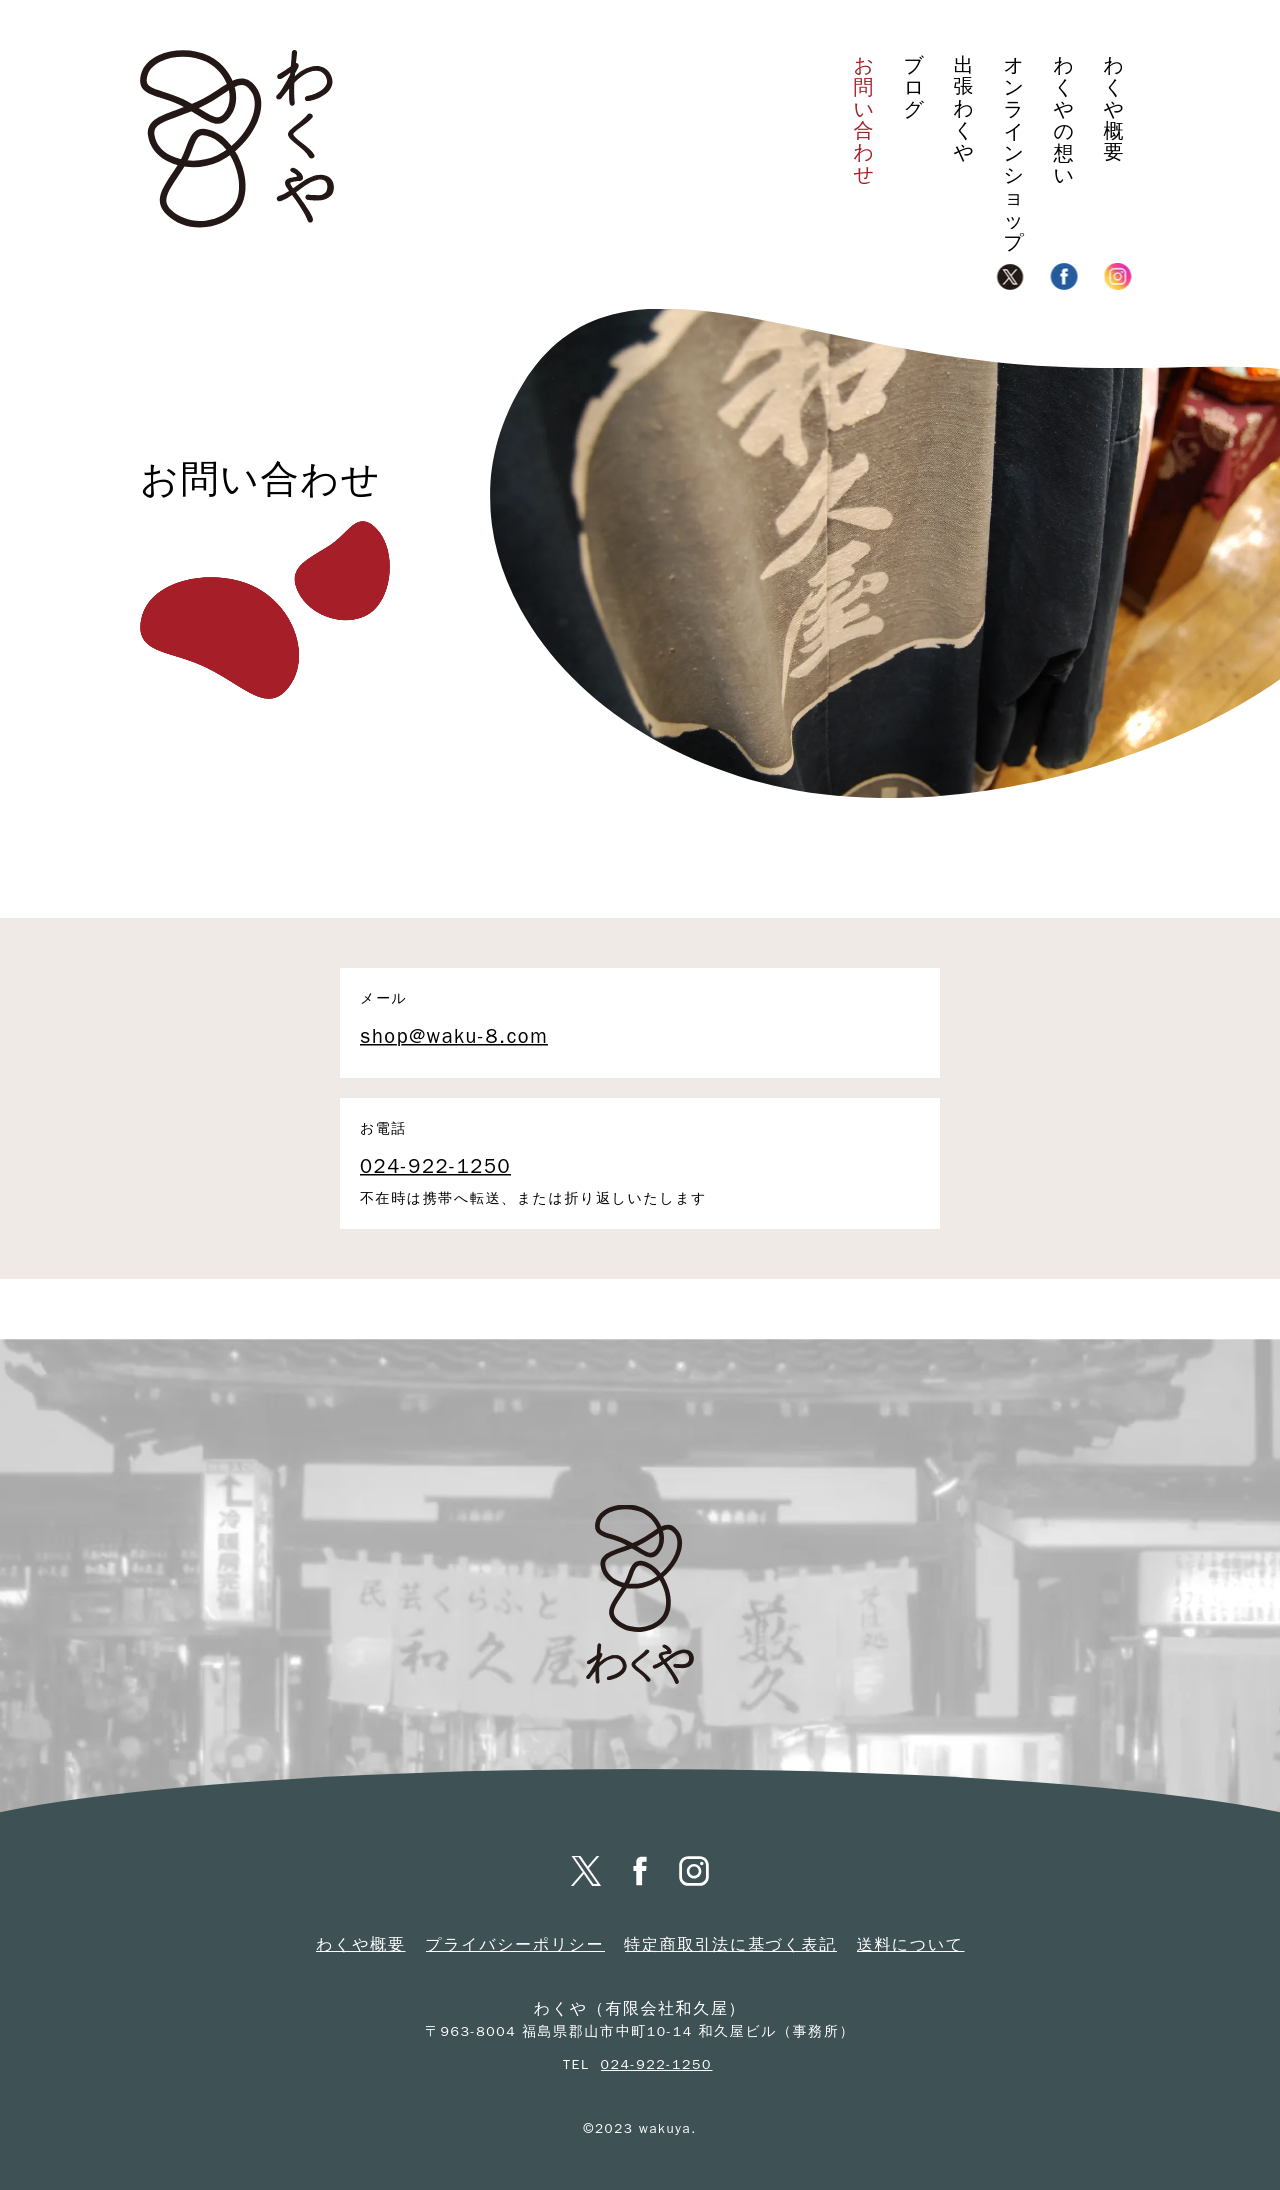 わくや
わくや概要
わくやの想い
オンラインショップ
出張わくや
ブログ
お問い合わせ
お問い合わせ
和久屋
メール
shop@waku-8.com
お電話
024-922-1250
不在時は携帯へ転送、または折り返しいたします
冷暖房完備
民芸くらふと
和久屋
そば処
藪久
わくや
わくや概要 プライバシーポリシー 特定商取引法に基づく表記 送料について
わくや（有限会社和久屋）
〒963-8004 福島県郡山市中町10-14 和久屋ビル（事務所）
TEL 024-922-1250
©2023 wakuya.